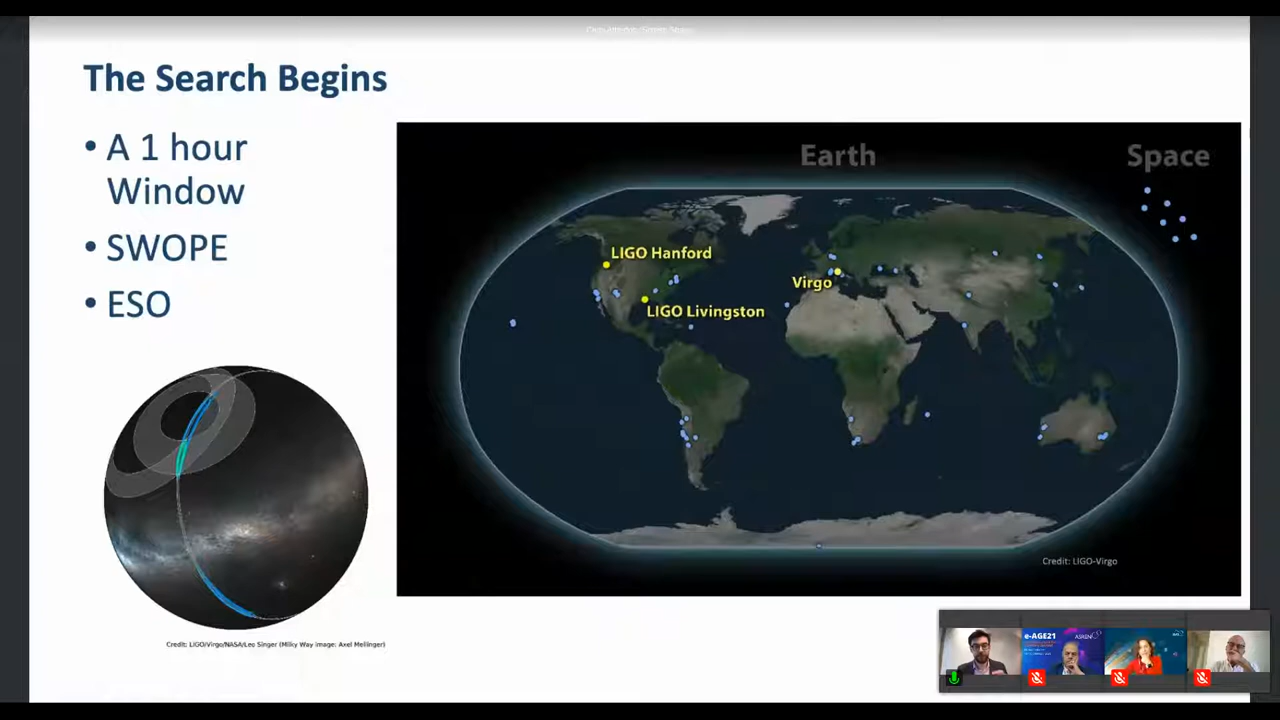 The Search Begins
• A 1 hour
Window
• SWOPE
• ESO
Earth
Space
LIGO Hanford
Virgo
LIGO Livingston
Credit: LIGO-Virgo
Credit: LIGO/Virgo/NASA/Leo Singer (Milky Way image: Axel Mellinger)
e-AGE21